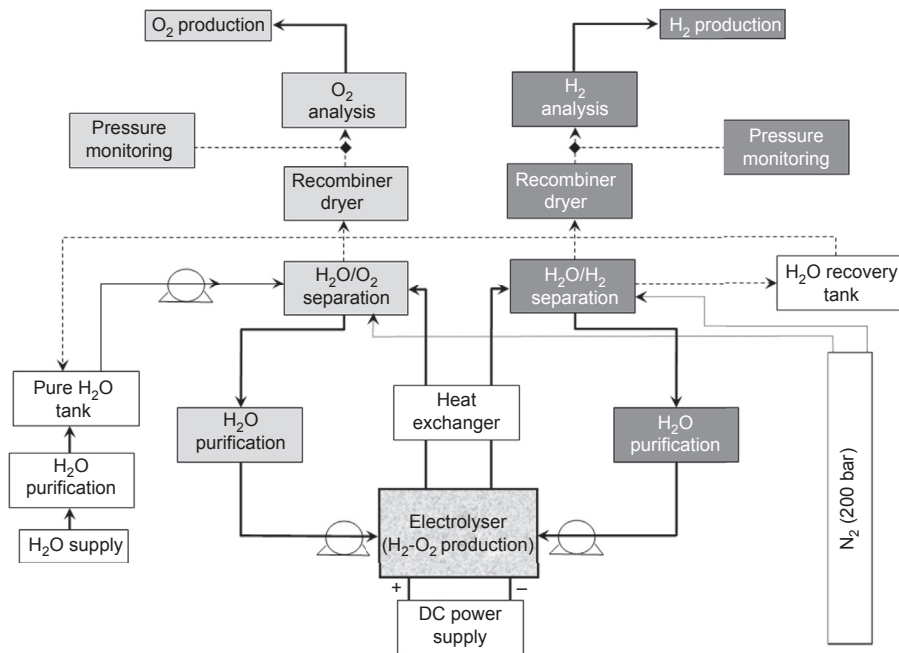 O₂ production
H₂ production
O₂
analysis
H₂
analysis
Pressure
monitoring
Pressure
monitoring
Recombiner
dryer
Recombiner
dryer
H₂O/O₂
separation
H₂O/H₂
separation
H₂O recovery
tank
Pure H₂O
tank
Heat
exchanger
H₂O
purification
H₂O
purification
H₂O
purification
H₂O supply
Electrolyser
(H₂-O₂ production)
N₂ (200 bar)
+
–
DC power
supply